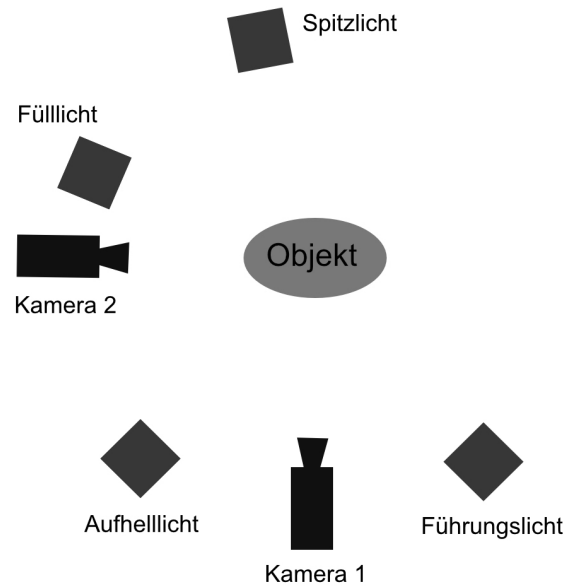 Spitzlicht
Fülllicht
Objekt
Kamera 2
Aufhelllicht
Führungslicht
Kamera 1